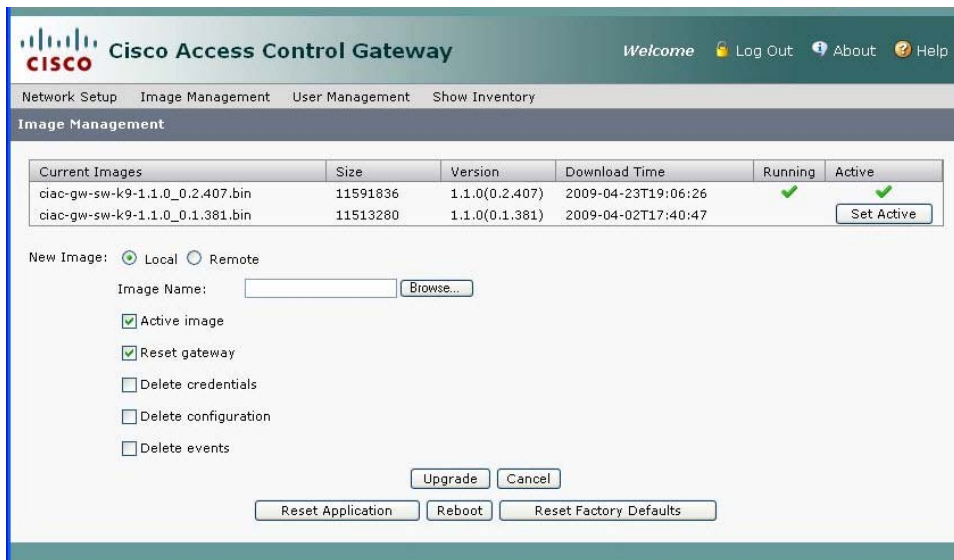 CISCO Cisco Access Control Gateway Welcome Log Out About Help
Network Setup Image Management User Management Show Inventory
Image Management
Current Images Size Version Download Time Running Active
ciac-gw-sw-k9-1.1.0_0.2.407.bin 11591836 1.1.0(0.2.407) 2009-04-23T19:06:26
ciac-gw-sw-k9-1.1.0_0.1.381.bin 11513280 1.1.0(0.1.381) 2009-04-02T17:40:47 Set Active
New Image: Local Remote
Image Name: Browse...
Active image
Reset gateway
Delete credentials
Delete configuration
Delete events
Upgrade Cancel
Reset Application Reboot Reset Factory Defaults